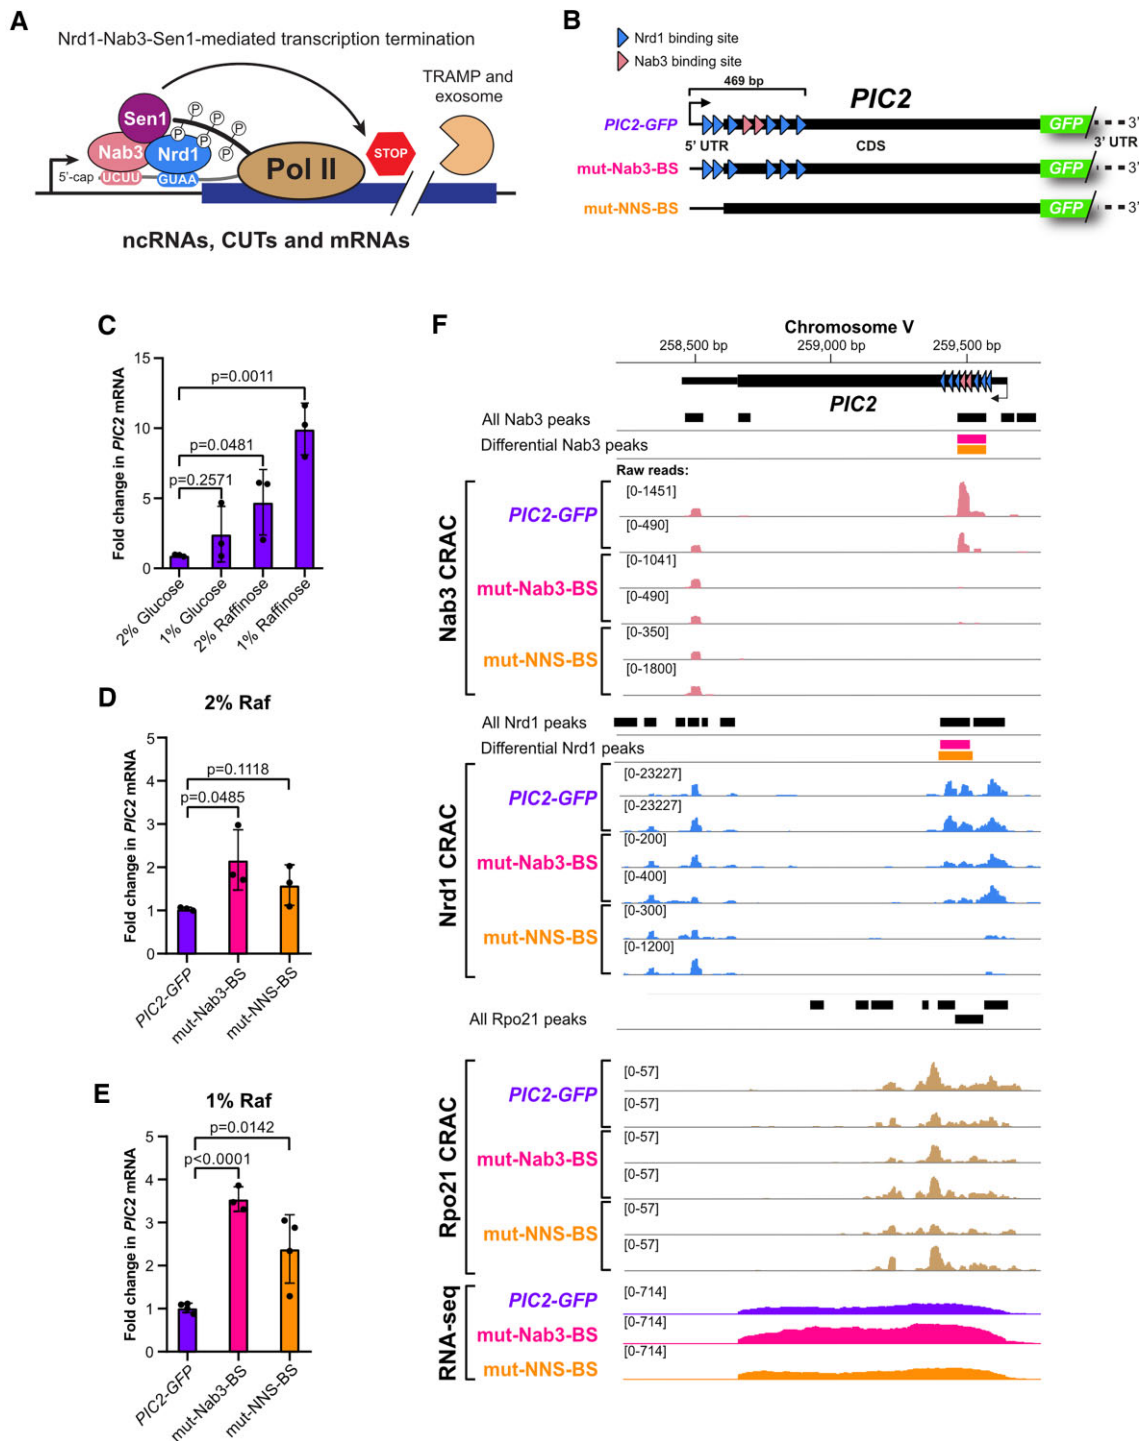 A
Nrd1-Nab3-Sen1-mediated transcription termination
TRAMP and
exosome
Sen1
P
P
P
P
P
P
Nab3
Nrd1
Pol II
STOP
5'-cap
UCUU
GUAA
ncRNAs, CUTs and mRNAs
B
Nrd1 binding site
Nab3 binding site
469 bp
PIC2
PIC2-GFP
GFP
3'
5' UTR
CDS
3' UTR
mut-Nab3-BS
GFP
3'
mut-NNS-BS
GFP
3'
C
Fold change in PIC2 mRNA
15
10
5
0
p=0.0011
p=0.0481
p=0.2571
2% Glucose
1% Glucose
2% Raffinose
1% Raffinose
D
2% Raf
Fold change in PIC2 mRNA
5
4
3
2
1
0
p=0.1118
p=0.0485
PIC2-GFP
mut-Nab3-BS
mut-NNS-BS
E
1% Raf
Fold change in PIC2 mRNA
5
4
3
2
1
0
p=0.0142
p<0.0001
PIC2-GFP
mut-Nab3-BS
mut-NNS-BS
F
Chromosome V
258,500 bp
259,000 bp
259,500 bp
PIC2
All Nab3 peaks
Differential Nab3 peaks
Raw reads:
Nab3 CRAC
PIC2-GFP
[0-1451]
[0-490]
mut-Nab3-BS
[0-1041]
[0-490]
mut-NNS-BS
[0-350]
[0-1800]
All Nrd1 peaks
Differential Nrd1 peaks
Nrd1 CRAC
PIC2-GFP
[0-23227]
[0-23227]
mut-Nab3-BS
[0-200]
[0-400]
mut-NNS-BS
[0-300]
[0-1200]
All Rpo21 peaks
Rpo21 CRAC
PIC2-GFP
[0-57]
[0-57]
mut-Nab3-BS
[0-57]
[0-57]
mut-NNS-BS
[0-57]
[0-57]
RNA-seq
PIC2-GFP
[0-714]
mut-Nab3-BS
[0-714]
mut-NNS-BS
[0-714]